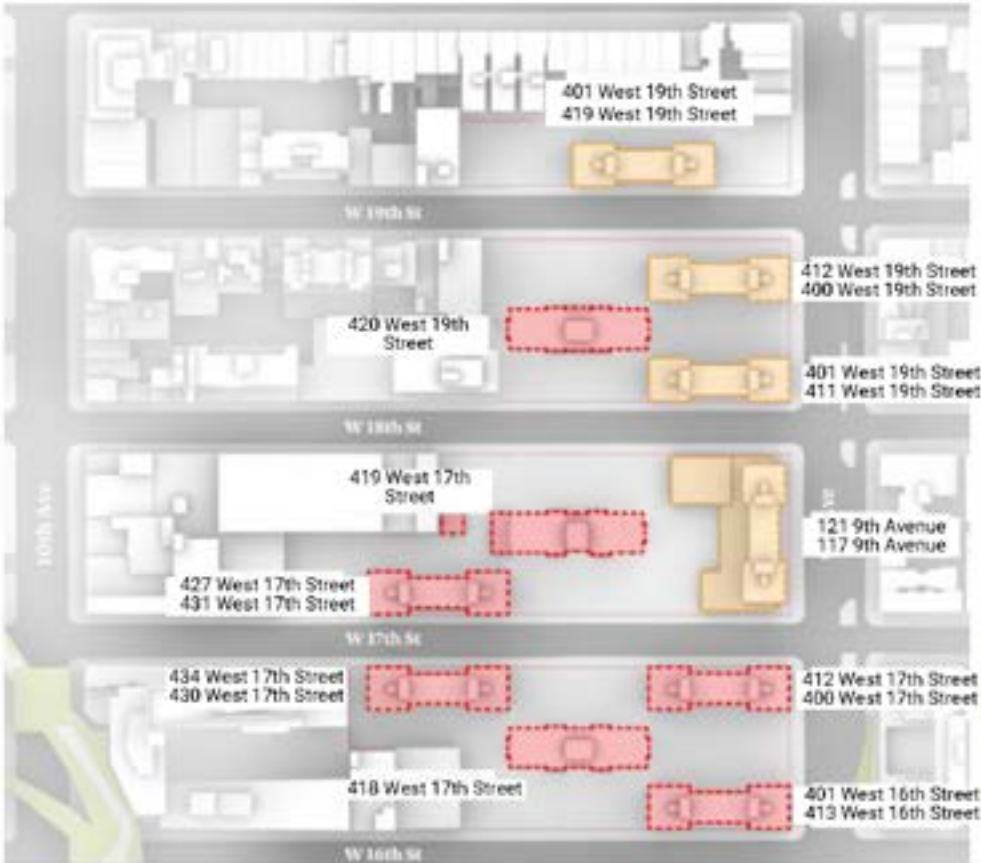 401 West 19th Street
419 West 19th Street
W 19th St
412 West 19th Street
400 West 19th Street
420 West 19th
Street
401 West 19th Street
411 West 19th Street
W 18th St
419 West 17th
Street
10th Ave
Ave
121 9th Avenue
117 9th Avenue
427 West 17th Street
431 West 17th Street
W 17th St
434 West 17th Street
430 West 17th Street
412 West 17th Street
400 West 17th Street
418 West 17th Street
401 West 16th Street
413 West 16th Street
W 16th St